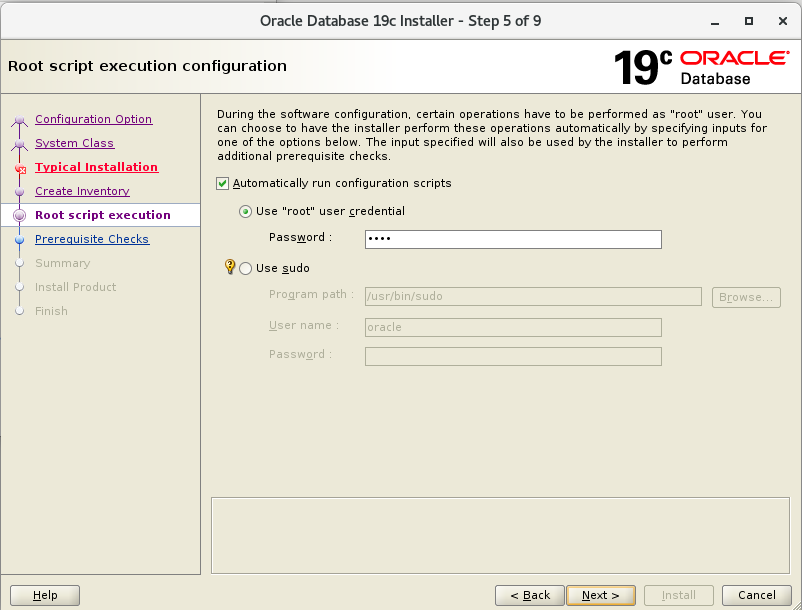 Oracle Database 19c Installer - Step 5 of 9
Root script execution configuration
19c ORACLE
Database
Configuration Option
System Class
Typical Installation
Create Inventory
Root script execution
Prerequisite Checks
Summary
Install Product
Finish
During the software configuration, certain operations have to be performed as "root" user. You
can choose to have the installer perform these operations automatically by specifying inputs for
one of the options below. The input specified will also be used by the installer to perform
additional prerequisite checks.
Automatically run configuration scripts
Use "root" user credential
Password : ••••
Use sudo
Program path : /usr/bin/sudo Browse...
User name : oracle
Password :
Help < Back Next > Install Cancel